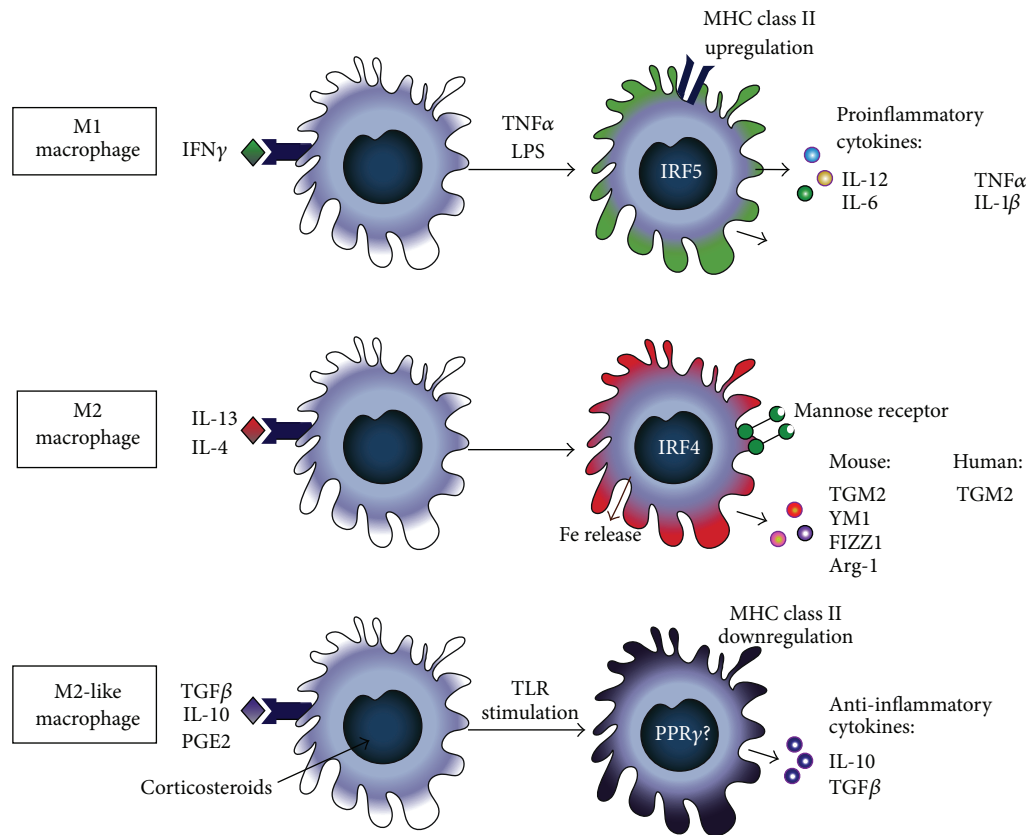 MHC class II
upregulation
M1
macrophage
IFNγ
TNFα
LPS
IRF5
Proinflammatory
cytokines:
IL-12
IL-6
TNFα
IL-1β
M2
macrophage
IL-13
IL-4
IRF4
Mannose receptor
Mouse:
TGM2
YM1
FIZZ1
Arg-1
Human:
TGM2
Fe release
M2-like
macrophage
TGFβ
IL-10
PGE2
Corticosteroids
TLR
stimulation
MHC class II
downregulation
PPRγ?
Anti-inflammatory
cytokines:
IL-10
TGFβ